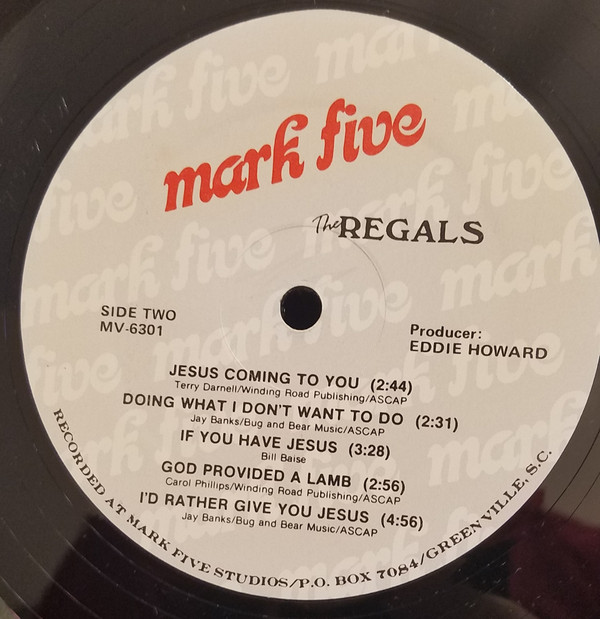 mark five
The REGALS
SIDE TWO
MV-6301
Producer:
EDDIE HOWARD
JESUS COMING TO YOU (2:44)
Terry Darnell/Winding Road Publishing/ASCAP
DOING WHAT I DON'T WANT TO DO (2:31)
Jay Banks/Bug and Bear Music/ASCAP
IF YOU HAVE JESUS (3:28)
Bill Baise
GOD PROVIDED A LAMB (2:56)
Carol Phillips/Winding Road Publishing/ASCAP
I'D RATHER GIVE YOU JESUS (4:56)
Jay Banks/Bug and Bear Music/ASCAP
RECORDED AT MARK FIVE STUDIOS/P.O. BOX 7084/GREENVILLE, S.C.